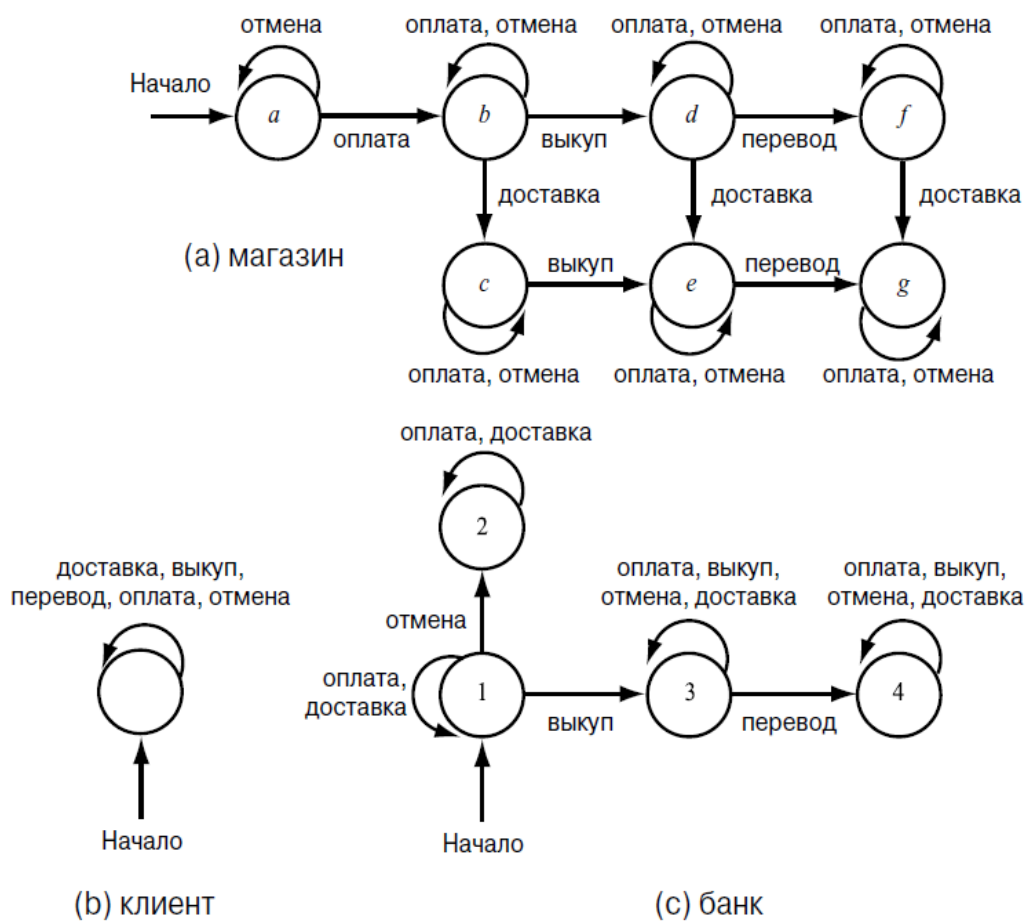 отмена
оплата, отмена
оплата, отмена
оплата, отмена
Начало
a
b
d
f
оплата
выкуп
перевод
доставка
доставка
доставка
(a) магазин
выкуп
перевод
c
e
g
оплата, отмена
оплата, отмена
оплата, отмена
оплата, доставка
2
доставка, выкуп,
перевод, оплата, отмена
отмена
оплата, выкуп,
отмена, доставка
оплата, выкуп,
отмена, доставка
оплата,
доставка
1
3
4
выкуп
перевод
Начало
Начало
(b) клиент
(c) банк